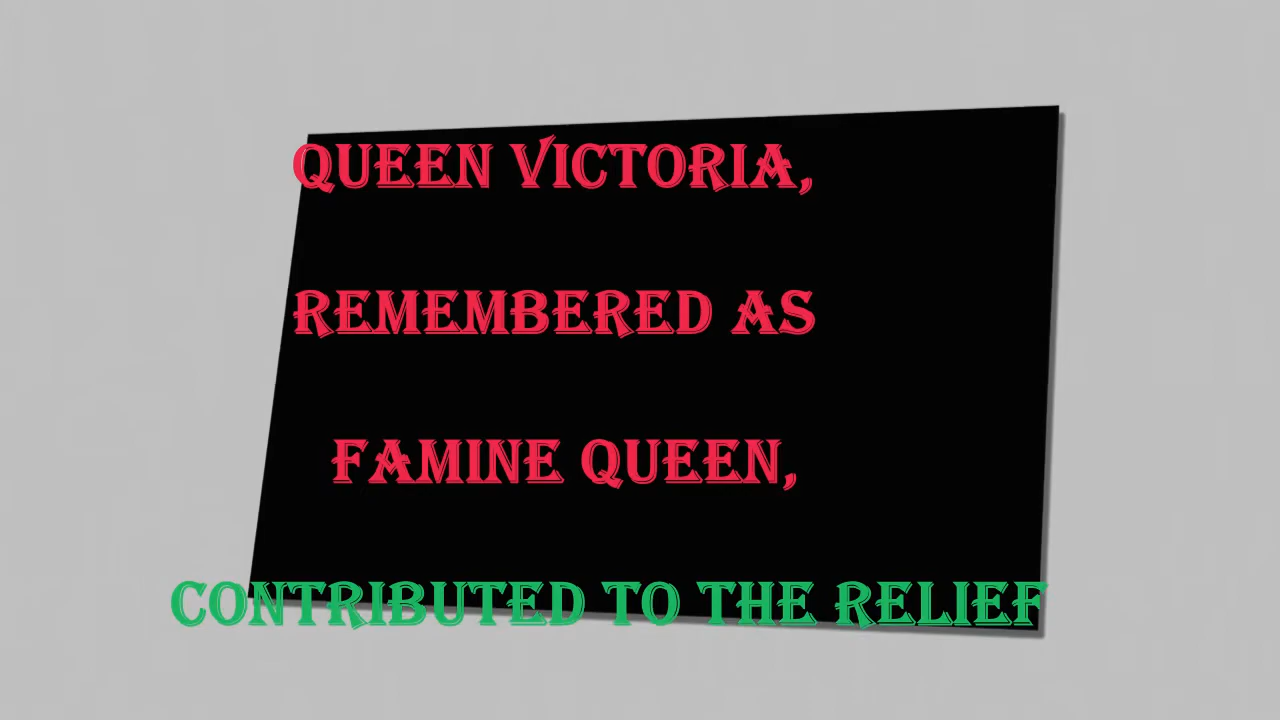 QUEEN VICTORIA,
REMEMBERED AS
FAMINE QUEEN,
CONTRIBUTED TO THE RELIEF